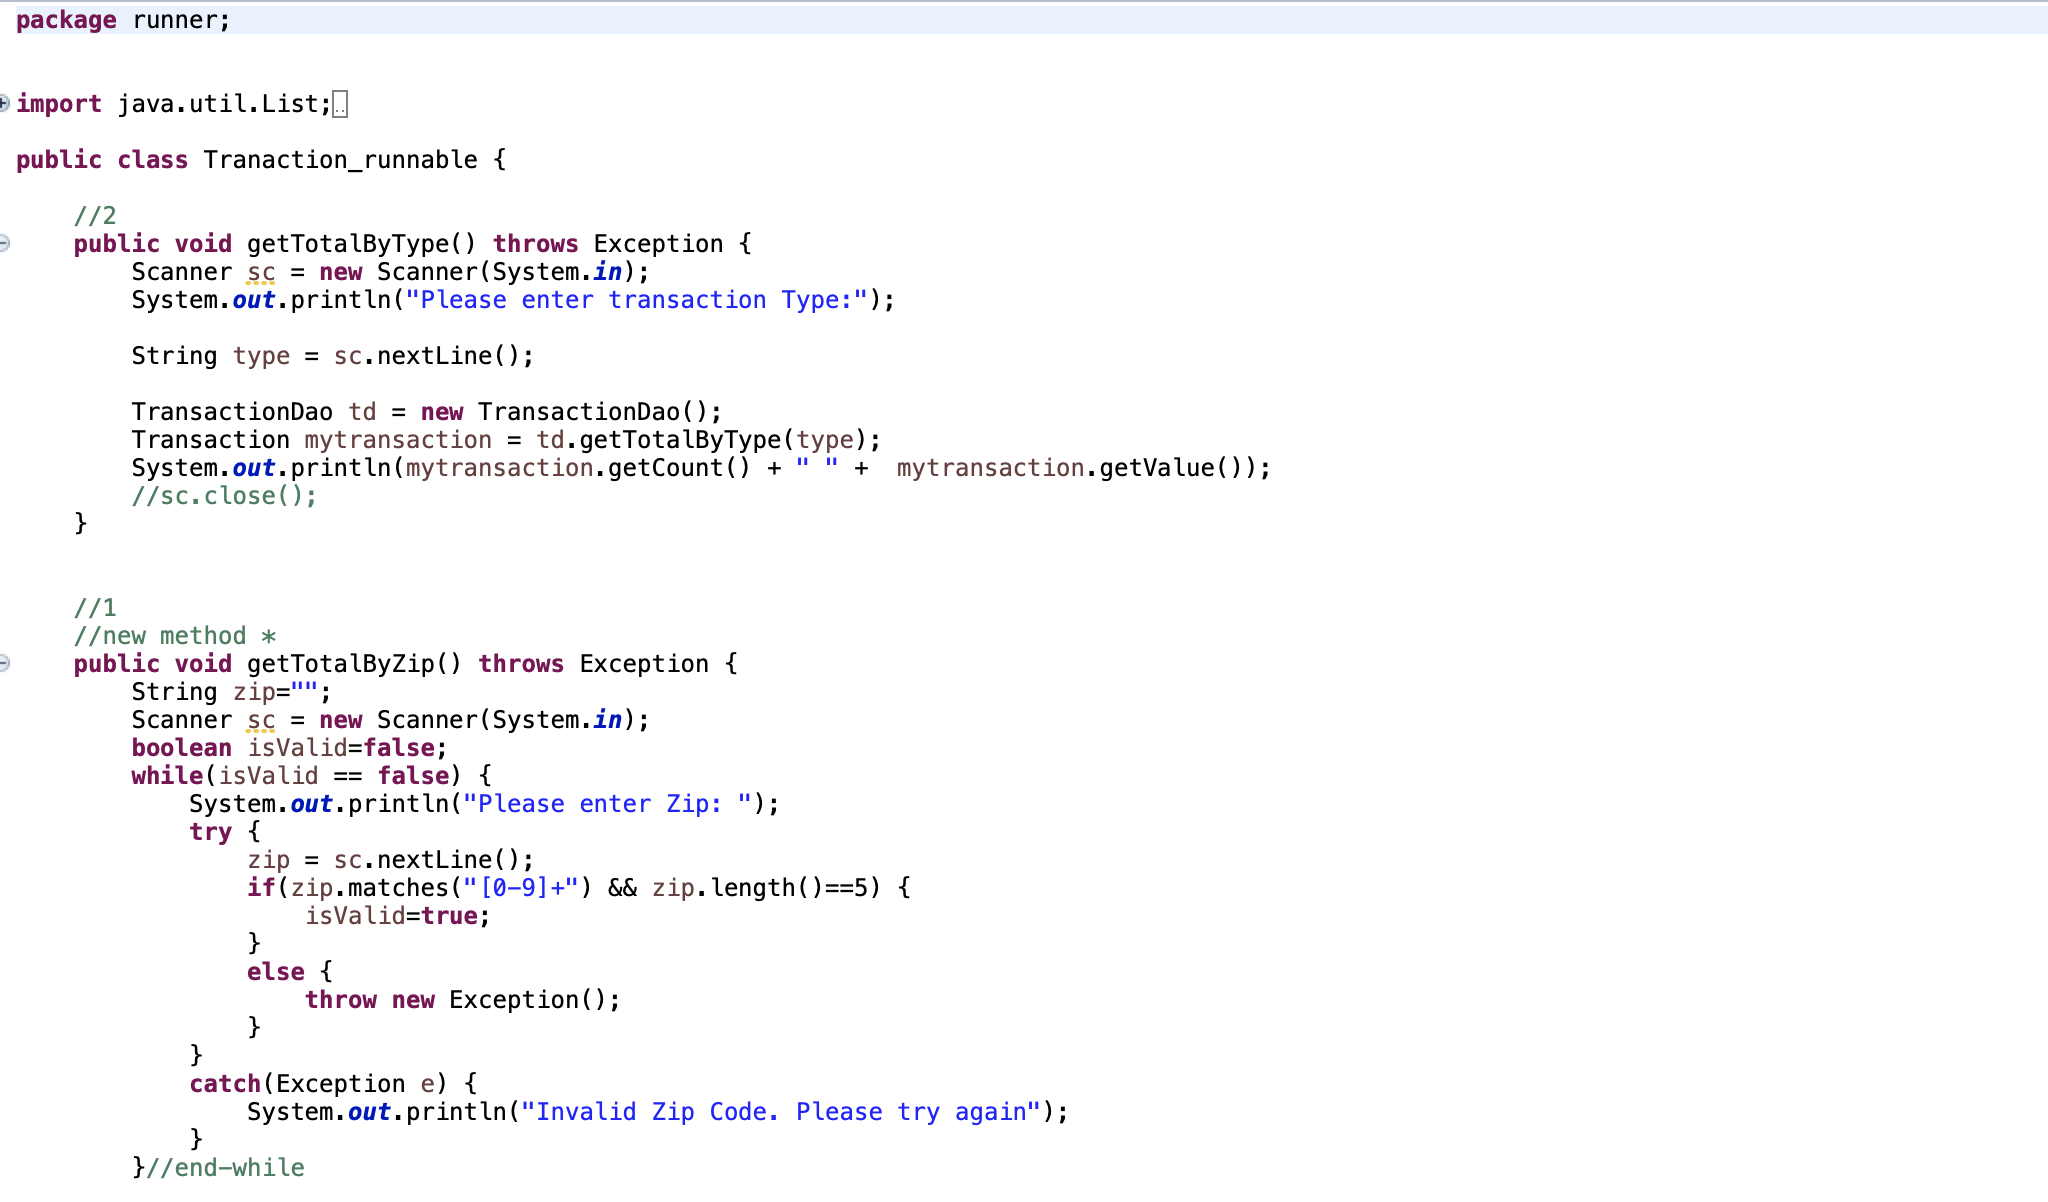 package runner;
import java.util.List;
public class Tranaction_runnable {
//2
public void getTotalByType() throws Exception {
Scanner sc = new Scanner(System.in);
System.out.println("Please enter transaction Type:");
String type = sc.nextLine();
TransactionDao td = new TransactionDao();
Transaction mytransaction = td.getTotalByType(type);
System.out.println(mytransaction.getCount() + " " +  mytransaction.getValue());
//sc.close();
}
//1
//new method *
public void getTotalByZip() throws Exception {
String zip="";
Scanner sc = new Scanner(System.in);
boolean isValid=false;
while(isValid == false) {
System.out.println("Please enter Zip: ");
try {
zip = sc.nextLine();
if(zip.matches("[0-9]+") && zip.length()==5) {
isValid=true;
}
else {
throw new Exception();
}
}
catch(Exception e) {
System.out.println("Invalid Zip Code. Please try again");
}
}//end-while